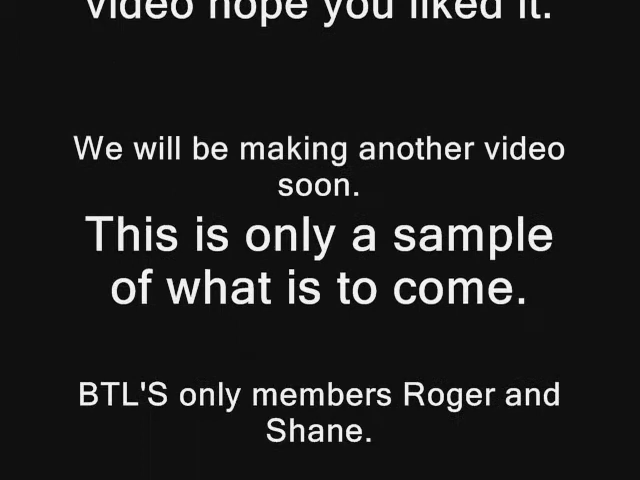 video hope you liked it.
We will be making another video
soon.
This is only a sample
of what is to come.
BTL'S only members Roger and
Shane.